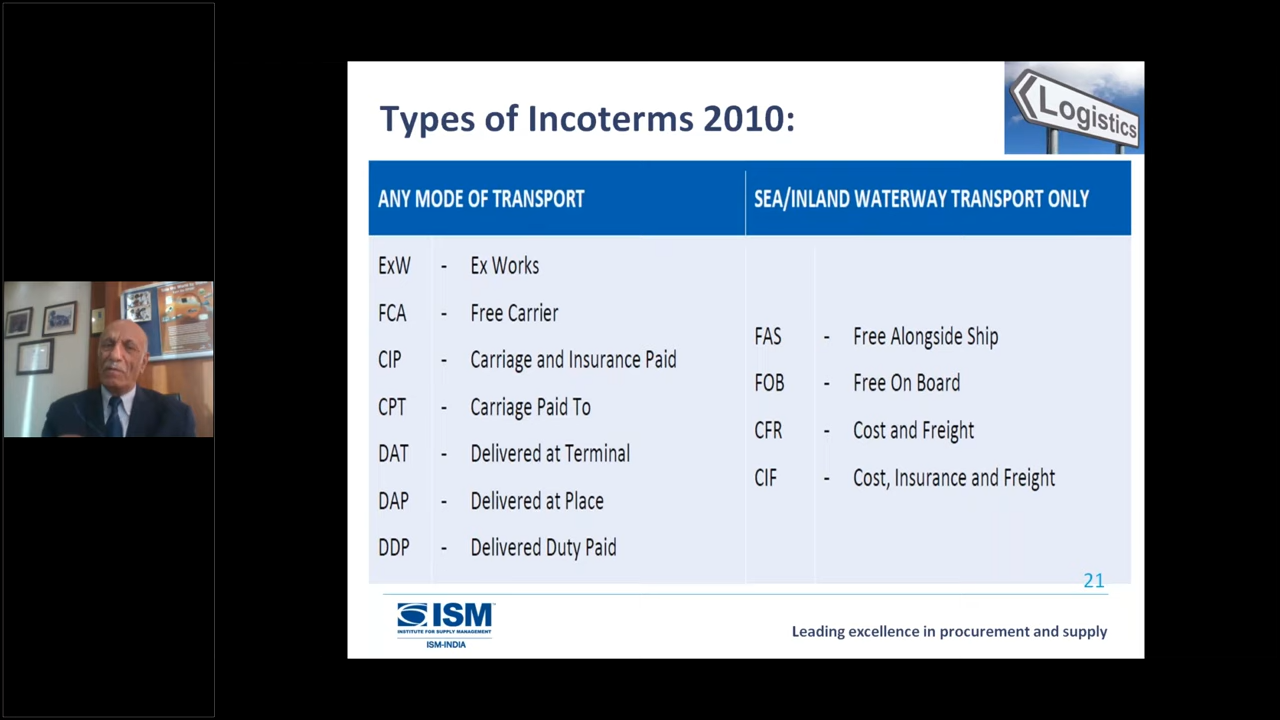 Types of Incoterms 2010:
Logistics
ANY MODE OF TRANSPORT
SEA/INLAND WATERWAY TRANSPORT ONLY
ExW - Ex Works
FCA - Free Carrier
CIP - Carriage and Insurance Paid
CPT - Carriage Paid To
DAT - Delivered at Terminal
DAP - Delivered at Place
DDP - Delivered Duty Paid
FAS - Free Alongside Ship
FOB - Free On Board
CFR - Cost and Freight
CIF - Cost, Insurance and Freight
21
ISM
INSTITUTE FOR SUPPLY MANAGEMENT
ISM-INDIA
Leading excellence in procurement and supply